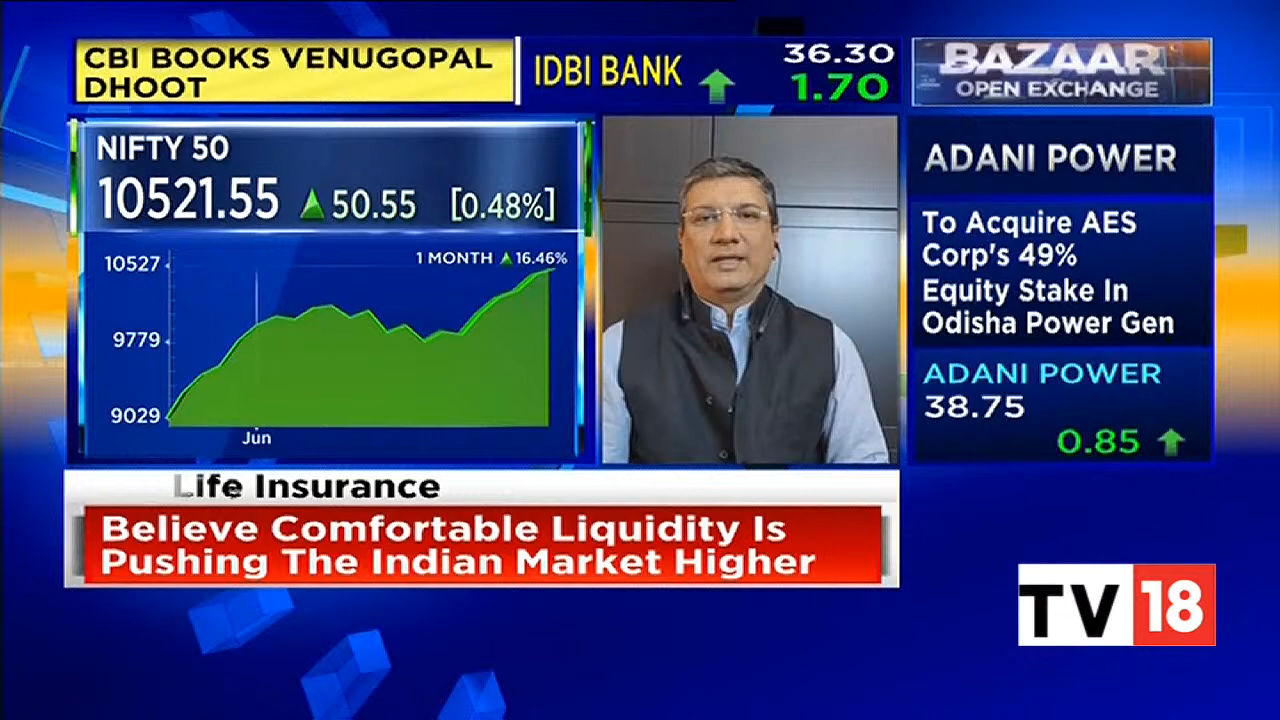 CBI BOOKS VENUGOPAL
DHOOT
IDBI BANK
36.30
1.70
BAZAAR
OPEN EXCHANGE
NIFTY 50
10521.55 50.55 [0.48%]
1 MONTH 16.46%
10527
9779
9029
Jun
ADANI POWER
To Acquire AES
Corp's 49%
Equity Stake In
Odisha Power Gen
ADANI POWER
38.75
0.85
Life Insurance
Believe Comfortable Liquidity Is
Pushing The Indian Market Higher
TV18